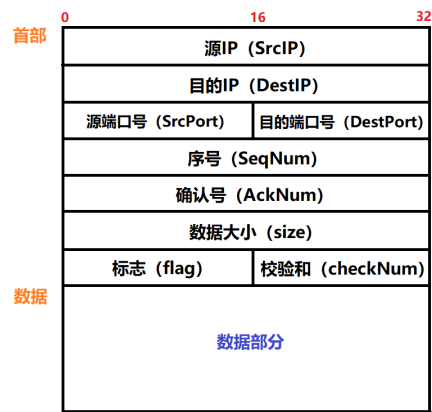 0 16 32
首部
源IP（SrcIP）
目的IP（DestIP）
源端口号（SrcPort） 目的端口号（DestPort）
序号（SeqNum）
确认号（AckNum）
数据大小（size）
标志（flag） 校验和（checkNum）
数据
数据部分